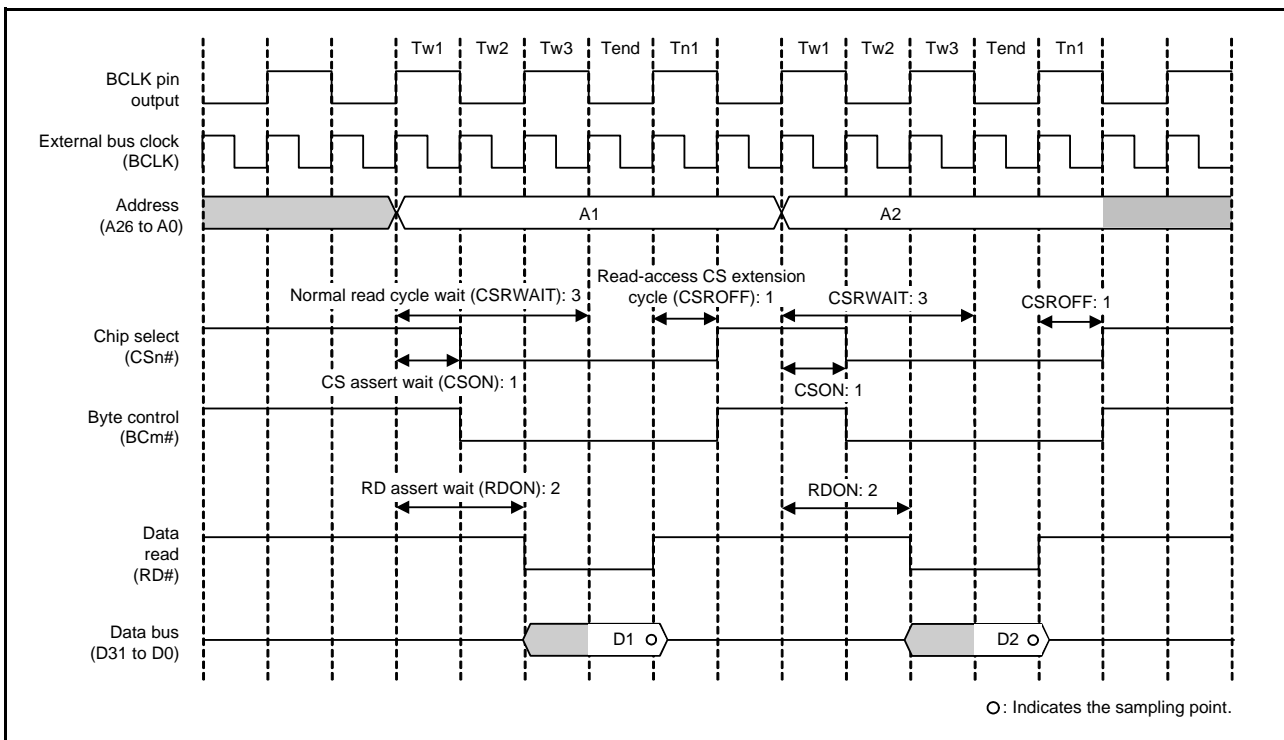 Tw1 Tw2 Tw3 Tend Tn1 Tw1 Tw2 Tw3 Tend Tn1
BCLK pin
output
External bus clock
(BCLK)
Address
(A26 to A0)
A1 A2
Read-access CS extension
cycle (CSROFF): 1
Normal read cycle wait (CSRWAIT): 3
CSRWAIT: 3
CSROFF: 1
Chip select
(CSn#)
CS assert wait (CSON): 1
CSON: 1
Byte control
(BCm#)
RD assert wait (RDON): 2
RDON: 2
Data
read
(RD#)
Data bus
(D31 to D0)
D1 D2
: Indicates the sampling point.